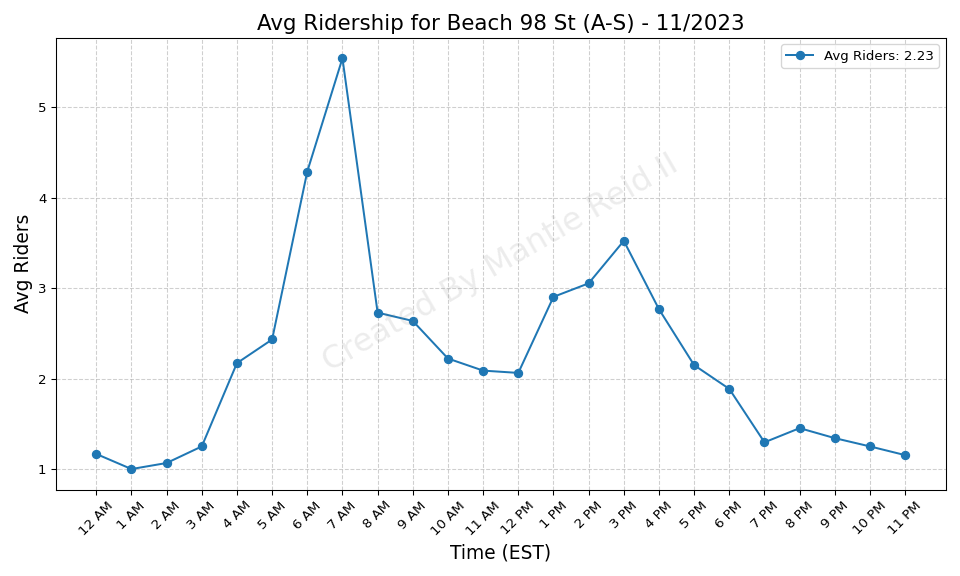 Avg Ridership for Beach 98 St (A-S) - 11/2023
Avg Riders: 2.23
Avg Riders
5
4
3
2
1
Created By Mantie Reid II
12 AM
1 AM
2 AM
3 AM
4 AM
5 AM
6 AM
7 AM
8 AM
9 AM
10 AM
11 AM
12 PM
1 PM
2 PM
3 PM
4 PM
5 PM
6 PM
7 PM
8 PM
9 PM
10 PM
11 PM
Time (EST)